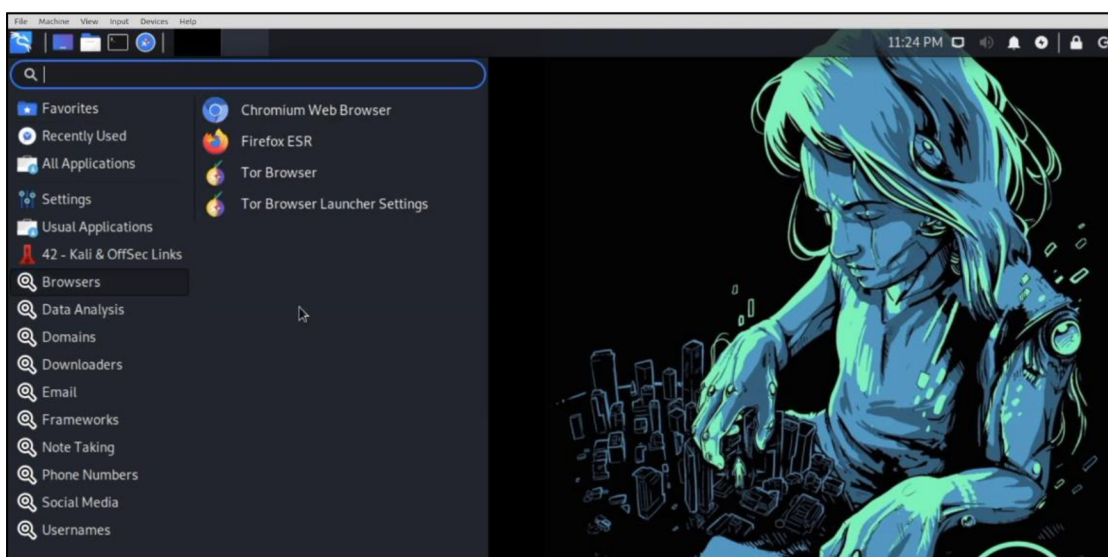 File Machine View Input Devices Help
11:24 PM
Favorites
Recently Used
All Applications
Settings
Usual Applications
42 - Kali & OffSec Links
Browsers
Data Analysis
Domains
Downloaders
Email
Frameworks
Note Taking
Phone Numbers
Social Media
Usernames
Chromium Web Browser
Firefox ESR
Tor Browser
Tor Browser Launcher Settings